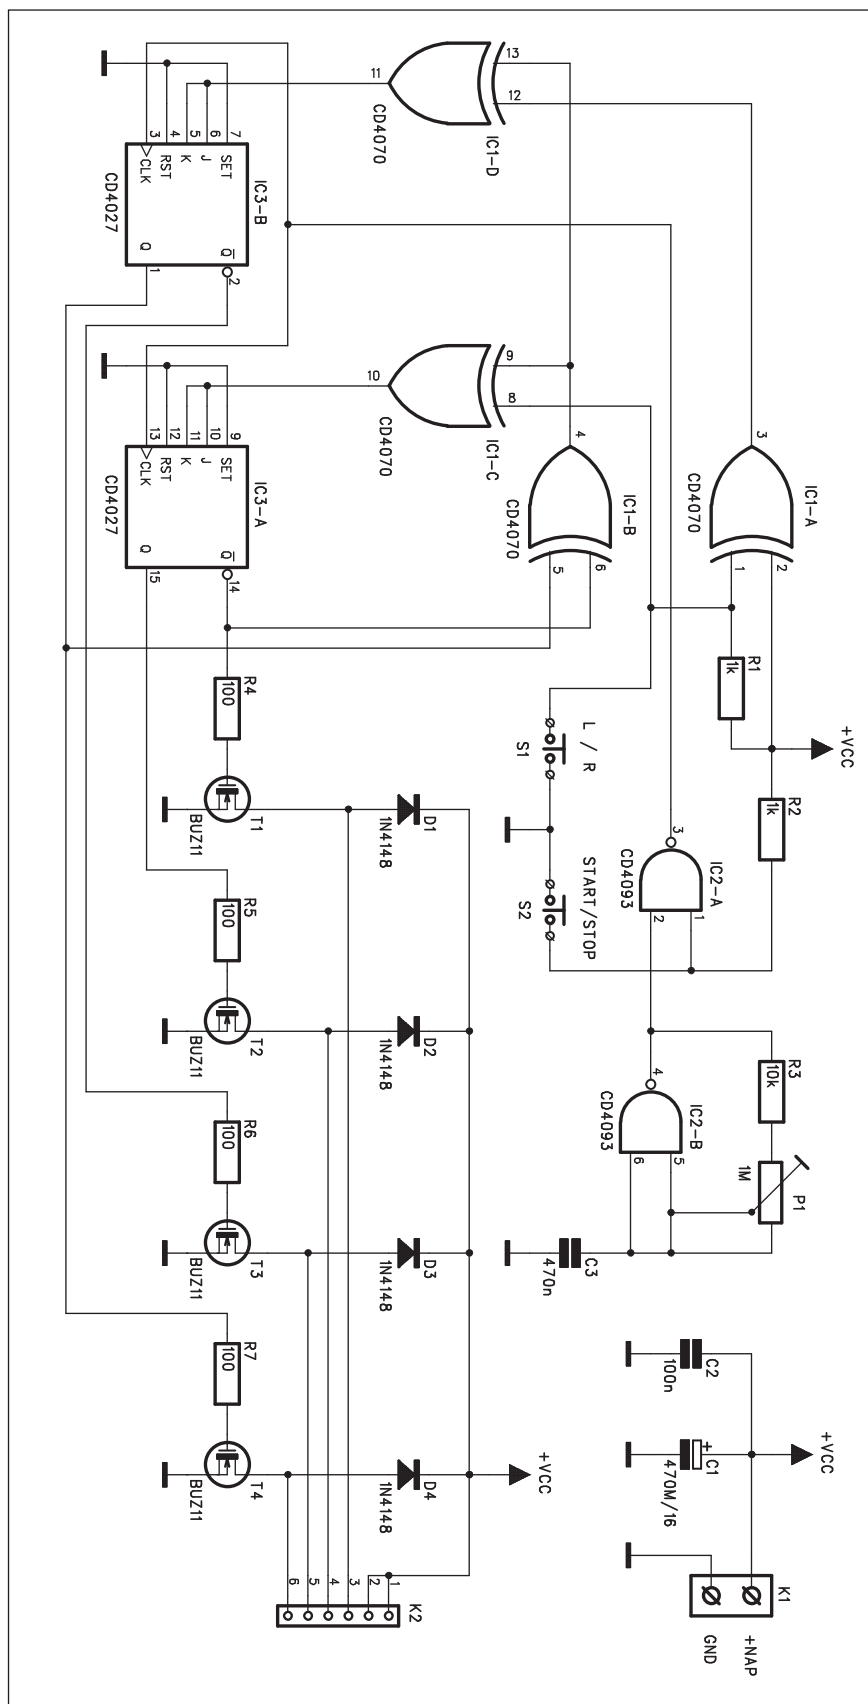 13
12
11
CD4070
IC1-D
3
4
5
6
7
CLK
RST
K
J
SET
IC3-B
CD4027
Q
Q
1
2
9
8
10
CD4070
IC1-C
13
12
11
10
9
CLK
RST
K
J
SET
IC3-A
CD4027
Q
Q
15
14
4
IC1-B
CD4070
5
6
3
IC1-A
CD4070
1
2
R1
1k
+VCC
R2
1k
L / R
S1
START/STOP
S2
3
IC2-A
CD4093
2
1
4
IC2-B
CD4093
6
5
R3
10k
P1
1M
C3
470n
R4
100
T1
BUZ11
D1
1N4148
R5
100
T2
BUZ11
D2
1N4148
R6
100
T3
BUZ11
D3
1N4148
R7
100
T4
BUZ11
D4
1N4148
+VCC
C2
100n
+
C1
470M/16
+VCC
K1
+NAP
GND
K2
1
2
3
4
5
6